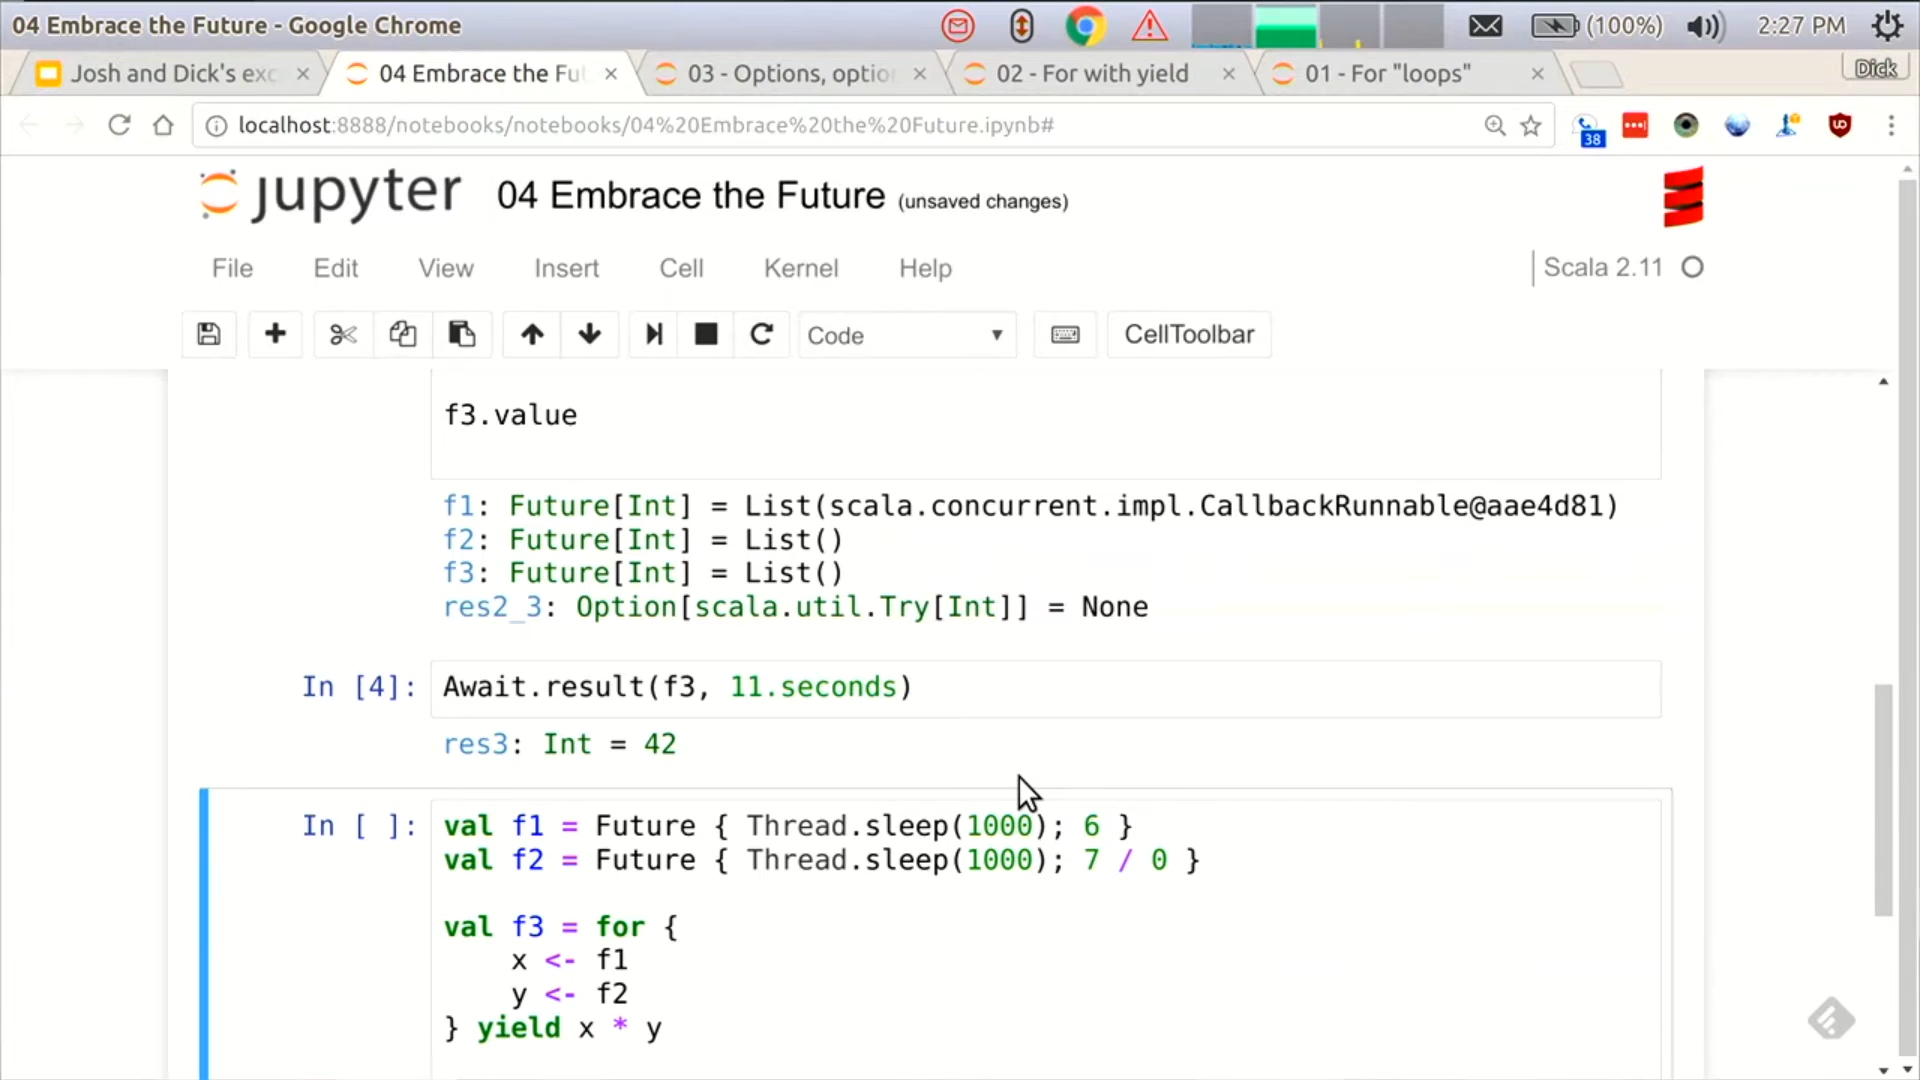 04 Embrace the Future - Google Chrome
(100%)
2:27 PM
Josh and Dick's exc
04 Embrace the Fut
03 - Options, optio
02 - For with yield
01 - For "loops"
Dick
localhost:8888/notebooks/notebooks/04%20Embrace%20the%20Future.ipynb#
38
jupyter
04 Embrace the Future (unsaved changes)
File Edit View Insert Cell Kernel Help
Scala 2.11
Code
CellToolbar
f3.value
f1: Future[Int] = List(scala.concurrent.impl.CallbackRunnable@aae4d81)
f2: Future[Int] = List()
f3: Future[Int] = List()
res2_3: Option[scala.util.Try[Int]] = None
In [4]: Await.result(f3, 11.seconds)
res3: Int = 42
In [ ]: val f1 = Future { Thread.sleep(1000); 6 }
val f2 = Future { Thread.sleep(1000); 7 / 0 }
val f3 = for {
x <- f1
y <- f2
} yield x * y